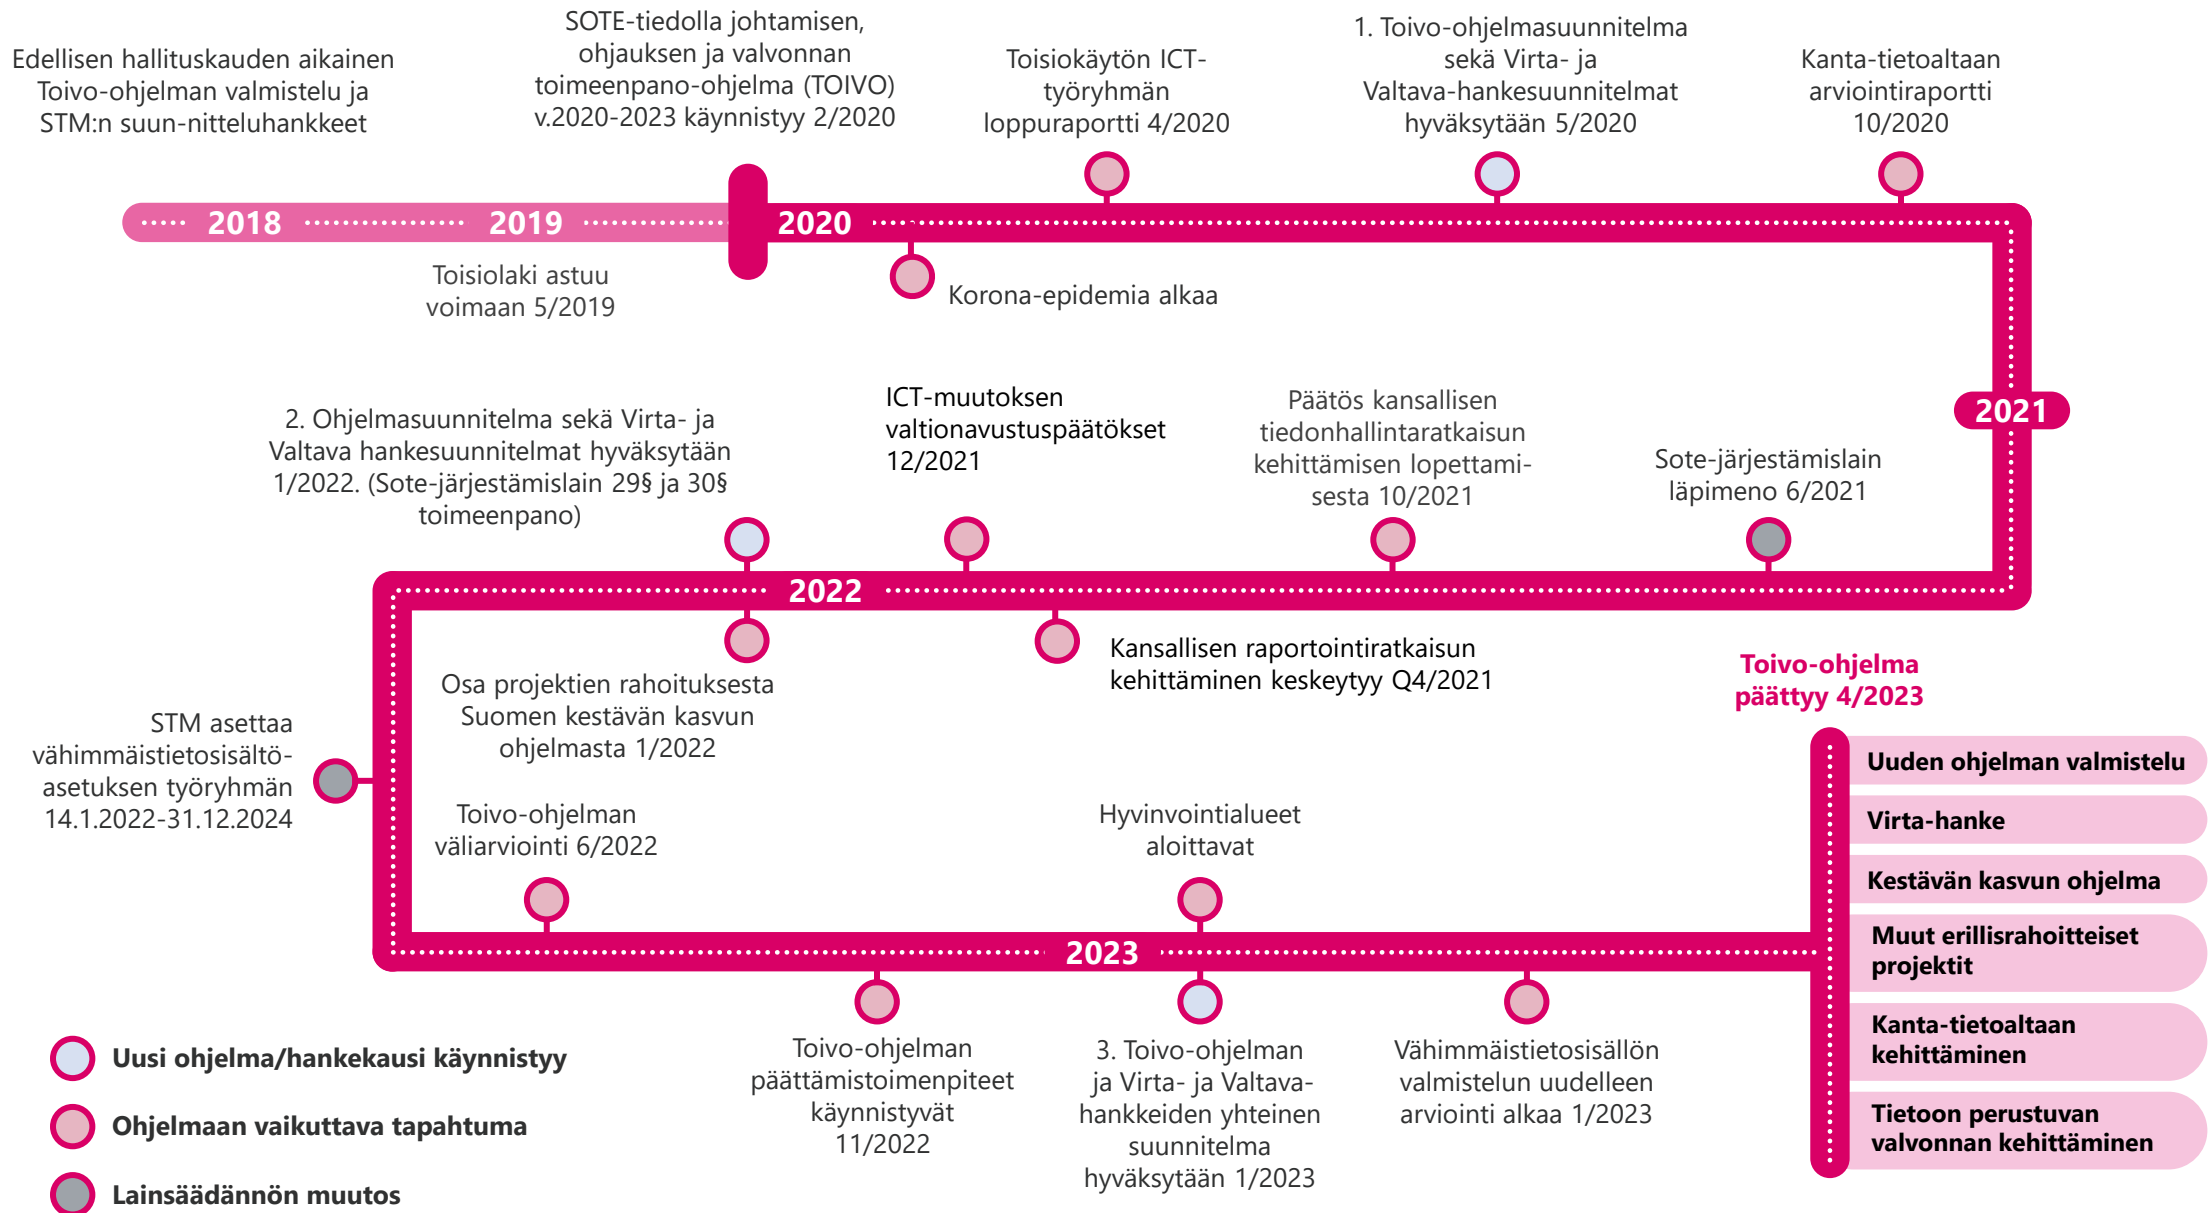 Edellisen hallituskauden aikainen
Toivo-ohjelman valmistelu ja
STM:n suun-nitteluhankkeet
SOTE-tiedolla johtamisen,
ohjauksen ja valvonnan
toimeenpano-ohjelma (TOIVO)
v.2020-2023 käynnistyy 2/2020
Toisiokäytön ICT-
työryhmän
loppuraportti 4/2020
1. Toivo-ohjelmasuunnitelma
sekä Virta- ja
Valtava-hankesuunnitelmat
hyväksytään 5/2020
Kanta-tietoaltaan
arviointiraportti
10/2020
2018
2019
2020
Toisiolaki astuu
voimaan 5/2019
Korona-epidemia alkaa
2021
2. Ohjelmasuunnitelma sekä Virta- ja
Valtava hankesuunnitelmat hyväksytään
1/2022. (Sote-järjestämislain 29§ ja 30§
toimeenpano)
ICT-muutoksen
valtionavustuspäätökset
12/2021
Päätös kansallisen
tiedonhallintaratkaisun
kehittämisen lopettami-
sesta 10/2021
Sote-järjestämislain
läpimeno 6/2021
2022
Osa projektien rahoituksesta
Suomen kestävän kasvun
ohjelmasta 1/2022
Kansallisen raportointiratkaisun
kehittäminen keskeytyy Q4/2021
STM asettaa
vähimmäistietosisältö-
asetuksen työryhmän
14.1.2022-31.12.2024
Toivo-ohjelman
väliarviointi 6/2022
Hyvinvointialueet
aloittavat
2023
Toivo-ohjelman
päättämistoimenpiteet
käynnistyvät
11/2022
3. Toivo-ohjelman
ja Virta- ja Valtava-
hankkeiden yhteinen
suunnitelma
hyväksytään 1/2023
Vähimmäistietosisällön
valmistelun uudelleen
arviointi alkaa 1/2023
Toivo-ohjelma
päättyy 4/2023
Uuden ohjelman valmistelu
Virta-hanke
Kestävän kasvun ohjelma
Muut erillisrahoitteiset
projektit
Kanta-tietoaltaan
kehittäminen
Tietoon perustuvan
valvonnan kehittäminen
Uusi ohjelma/hankekausi käynnistyy
Ohjelmaan vaikuttava tapahtuma
Lainsäädännön muutos